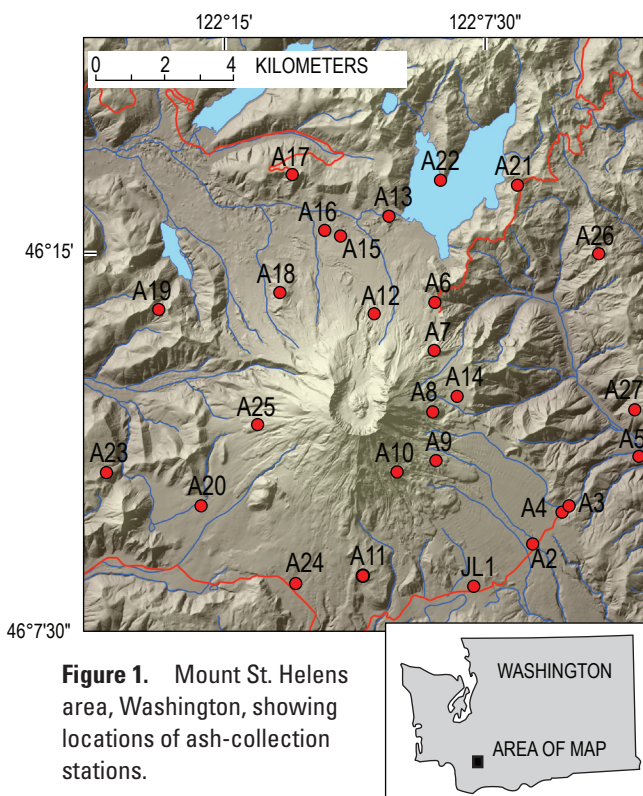 122°15' 122°7'30"
0 2 4 KILOMETERS
A17
A22
A21
A13
A16
A15
A26
46°15'
A18
A19
A6
A12
A7
A14
A8
A27
A25
A9
A5
A10
A23
A20
A4 A3
A2
A11
A24
JL1
46°7'30"
Figure 1. Mount St. Helens
area, Washington, showing
locations of ash-collection
stations.
WASHINGTON
AREA OF MAP